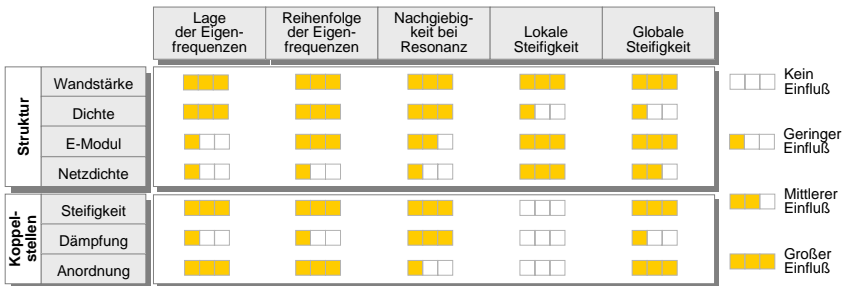 Lage
der Eigen-
frequenzen
Reihenfolge
der Eigen-
frequenzen
Nachgiebig-
keit bei
Resonanz
Lokale
Steifigkeit
Globale
Steifigkeit
Struktur
Wandstärke
Dichte
E-Modul
Netzdichte
Koppel-
stellen
Steifigkeit
Dämpfung
Anordnung
Kein
Einfluß
Geringer
Einfluß
Mittlerer
Einfluß
Großer
Einfluß